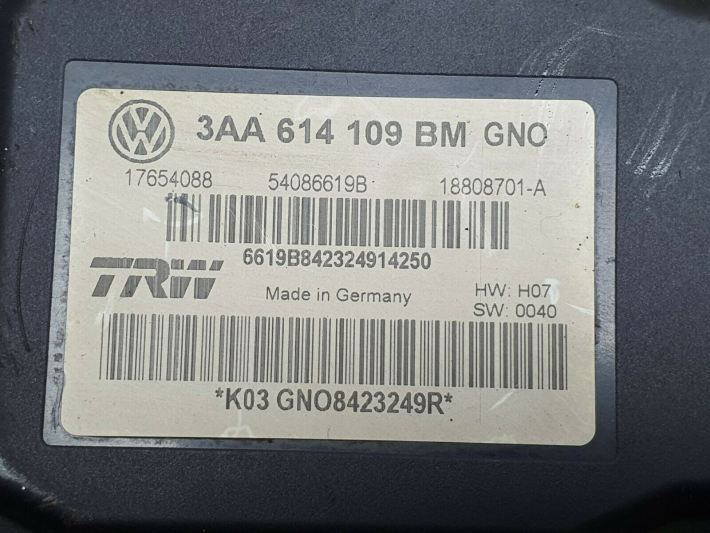 3AA 614 109 BM GNO
17654088 54086619B 18808701-A
6619B842324914250
TRW Made in Germany HW: H07
SW: 0040
*K03 GNO8423249R*